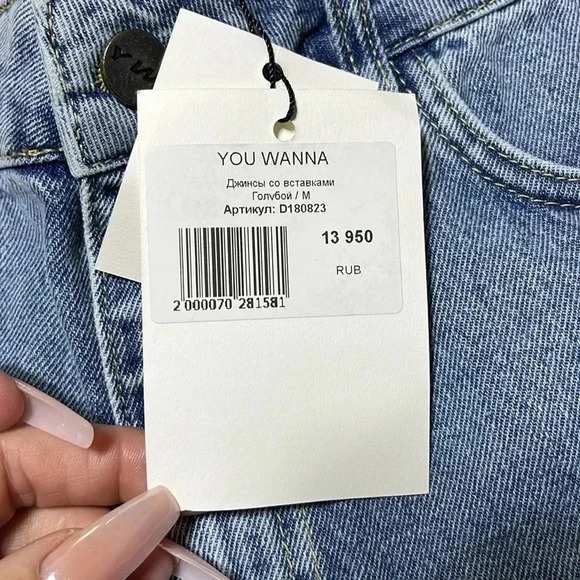 YOU WANNA
Джинсы со вставками
Голубой / M
Артикул: D180823
13 950
RUB
2 000070 281581